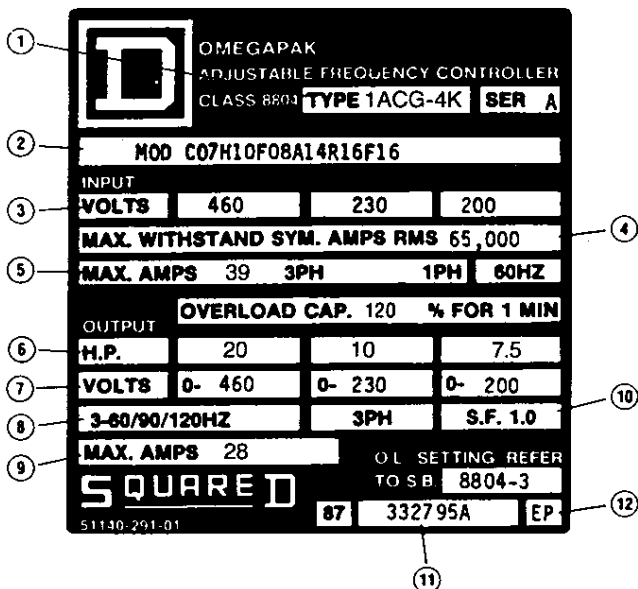 D
OMEGAPAK
1 ADJUSTABLE FREQUENCY CONTROLLER
CLASS 8804 TYPE 1ACG-4K SER A
2 MOD C07H10F08A14R16F16
INPUT
3 VOLTS 460 230 200
MAX. WITHSTAND SYM. AMPS RMS 65,000 4
5 MAX. AMPS 39 3PH 1PH 60HZ
OVERLOAD CAP. 120 % FOR 1 MIN
OUTPUT
6 H.P. 20 10 7.5
7 VOLTS 0- 460 0- 230 0- 200
8 3-60/90/120HZ 3PH S.F. 1.0 10
9 MAX. AMPS 28
OL SETTING REFER
TO S.B. 8804-3
SQUARE D
51140-291-01
87 332795A EP 12
11